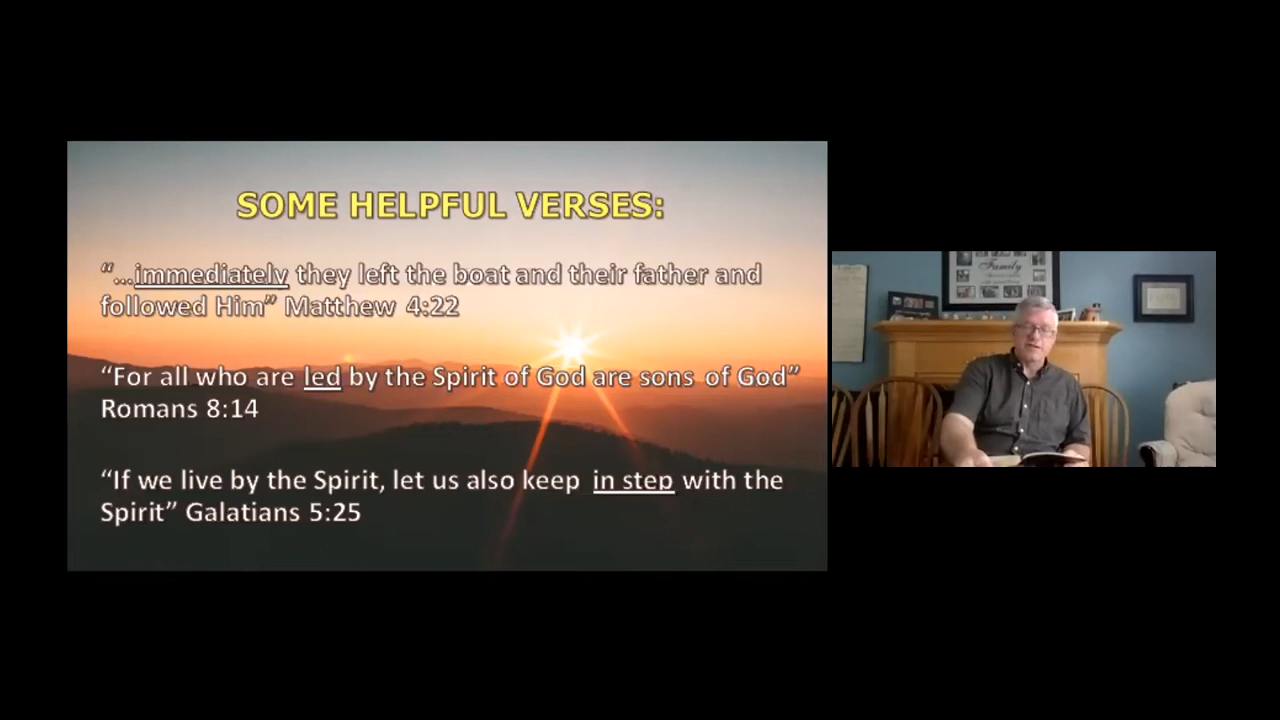 SOME HELPFUL VERSES:
“...immediately they left the boat and their father and
followed Him” Matthew 4:22
“For all who are led by the Spirit of God are sons of God”
Romans 8:14
“If we live by the Spirit, let us also keep in step with the
Spirit” Galatians 5:25
Family